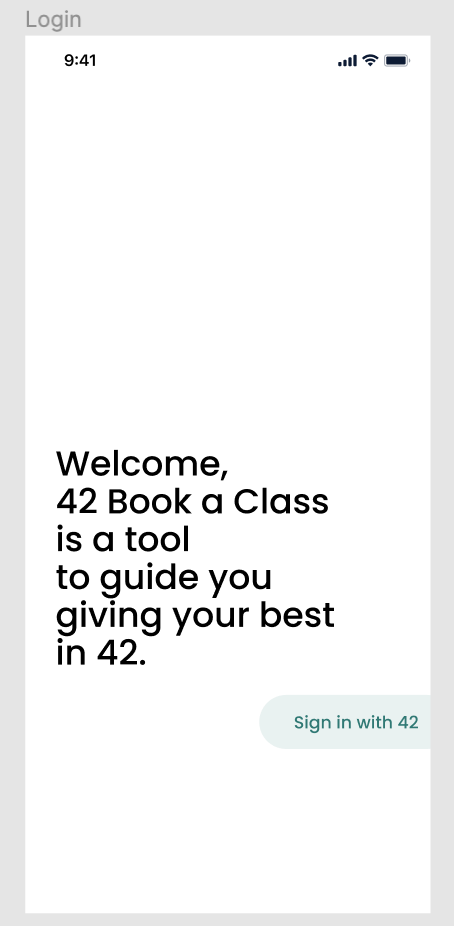 Login
9:41
Welcome,
42 Book a Class
is a tool
to guide you
giving your best
in 42.
Sign in with 42